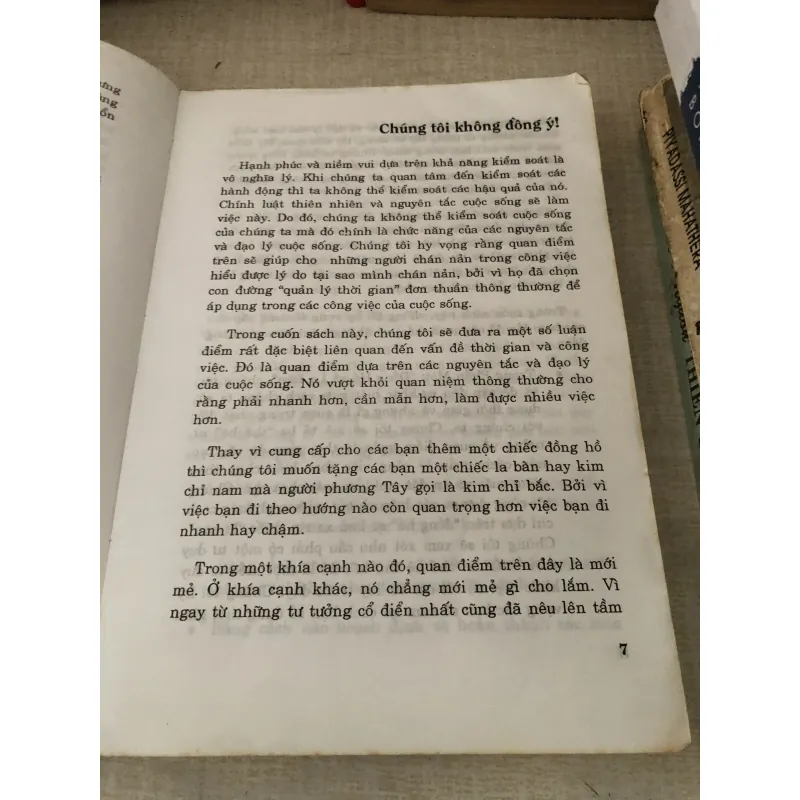 ưng
àng
ốn
Chúng tôi không đồng ý!
Hạnh phúc và niềm vui dựa trên khả năng kiểm soát là
vô nghĩa lý. Khi chúng ta quan tâm đến kiểm soát các
hành động thì ta không thể kiểm soát các hậu quả của nó.
Chính luật thiên nhiên và nguyên tắc cuộc sống sẽ làm
việc này. Do đó, chúng ta không thể kiểm soát cuộc sống
của chúng ta mà đó chính là chức năng của các nguyên tắc
và đạo lý cuộc sống. Chúng tôi hy vọng rằng quan điểm
trên sẽ giúp cho những người chán nản trong công việc
hiểu được lý do tại sao mình chán nản, bởi vì họ đã chọn
con đường “quản lý thời gian” đơn thuần thông thường để
áp dụng trong các công việc của cuộc sống.
Trong cuốn sách này, chúng tôi sẽ đưa ra một số luận
điểm rất đặc biệt liên quan đến vấn đề thời gian và công
việc. Đó là quan điểm dựa trên các nguyên tắc và đạo lý
của cuộc sống. Nó vượt khỏi quan niệm thông thường cho
rằng phải nhanh hơn, cần mẫn hơn, làm được nhiều việc
hơn.
Thay vì cung cấp cho các bạn thêm một chiếc đồng hồ
thì chúng tôi muốn tặng các bạn một chiếc la bàn hay kim
chỉ nam mà người phương Tây gọi là kim chỉ bắc. Bởi vì
việc bạn đi theo hướng nào còn quan trọng hơn việc bạn đi
nhanh hay chậm.
Trong một khía cạnh nào đó, quan điểm trên đây là mới
mẻ. Ở khía cạnh khác, nó chẳng mới mẻ gì cho lắm. Vì
ngay từ những tư tưởng cổ điển nhất cũng đã nêu lên tầm
7
PIYADASSI MAHATHERA
THIỀN